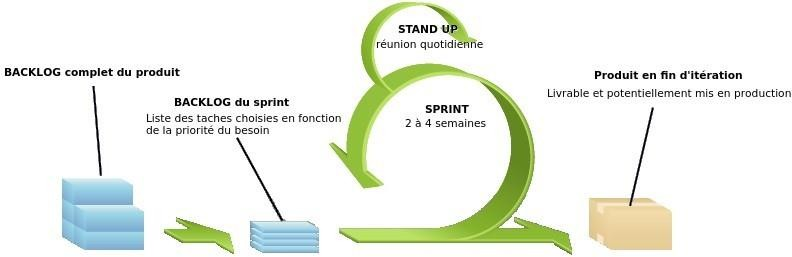 STAND UP
réunion quotidienne
BACKLOG complet du produit
Produit en fin d'itération
Livrable et potentiellement mis en production
BACKLOG du sprint
Liste des taches choisies en fonction
de la priorité du besoin
SPRINT
2 à 4 semaines